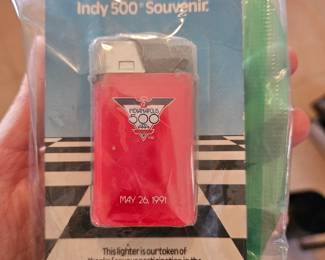 Indy 500® Souvenir.
INDIANAPOLIS
500
MAY 26, 1991
This lighter is our token of